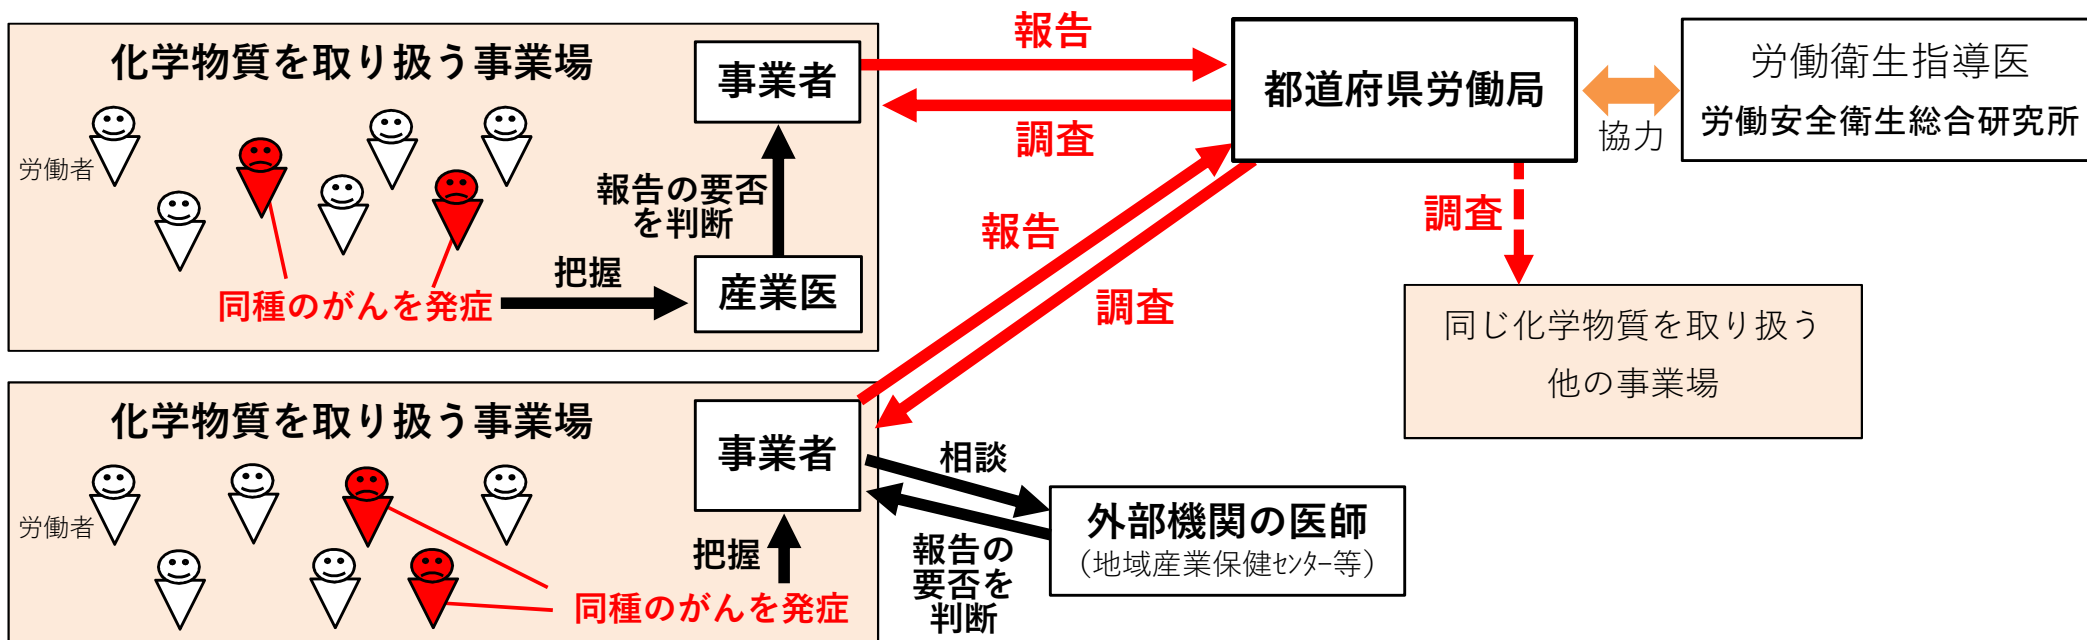 化学物質を取り扱う事業場
事業者
労働者
報告の要否
を判断
把握
産業医
同種のがんを発症
報告
調査
都道府県労働局
協力
労働衛生指導医
労働安全衛生総合研究所
報告
調査
調査
同じ化学物質を取り扱う
他の事業場
化学物質を取り扱う事業場
事業者
労働者
把握
同種のがんを発症
相談
報告の
要否を
判断
外部機関の医師
（地域産業保健ｾﾝﾀｰ等）